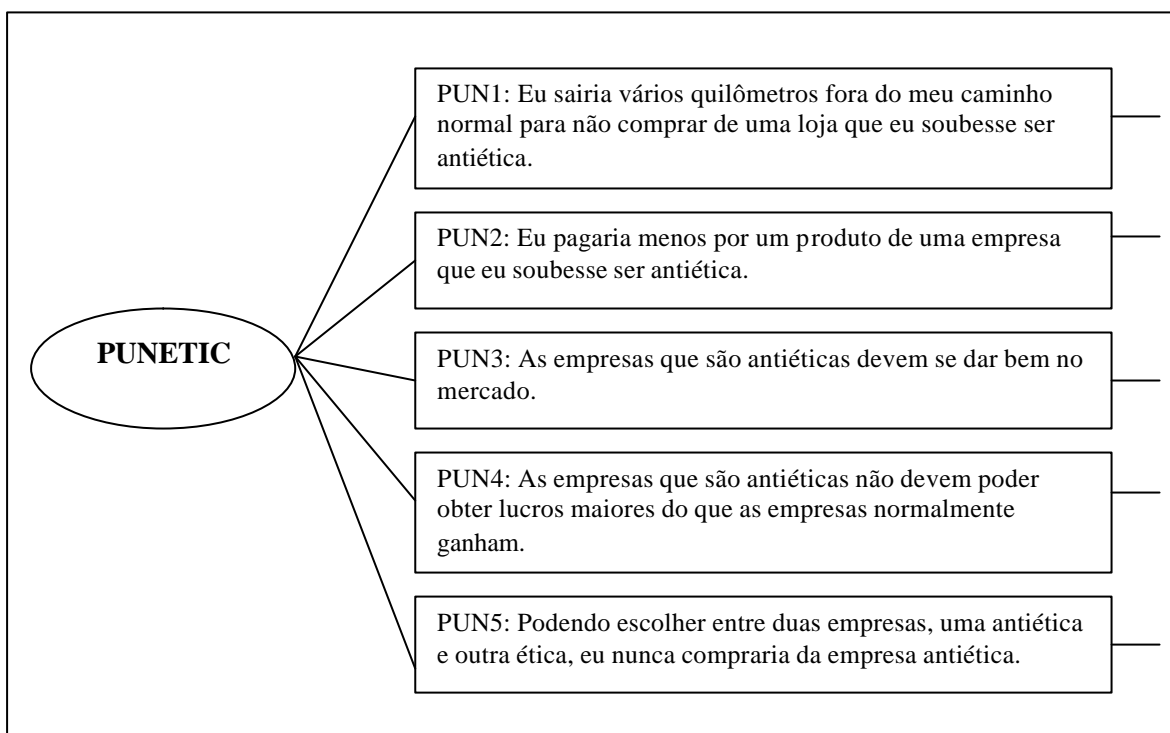 PUN1: Eu sairia vários quilômetros fora do meu caminho
normal para não comprar de uma loja que eu soubesse ser
antiética.
PUN2: Eu pagaria menos por um produto de uma empresa
que eu soubesse ser antiética.
PUNETIC
PUN3: As empresas que são antiéticas devem se dar bem no
mercado.
PUN4: As empresas que são antiéticas não devem poder
obter lucros maiores do que as empresas normalmente
ganham.
PUN5: Podendo escolher entre duas empresas, uma antiética
e outra ética, eu nunca compraria da empresa antiética.